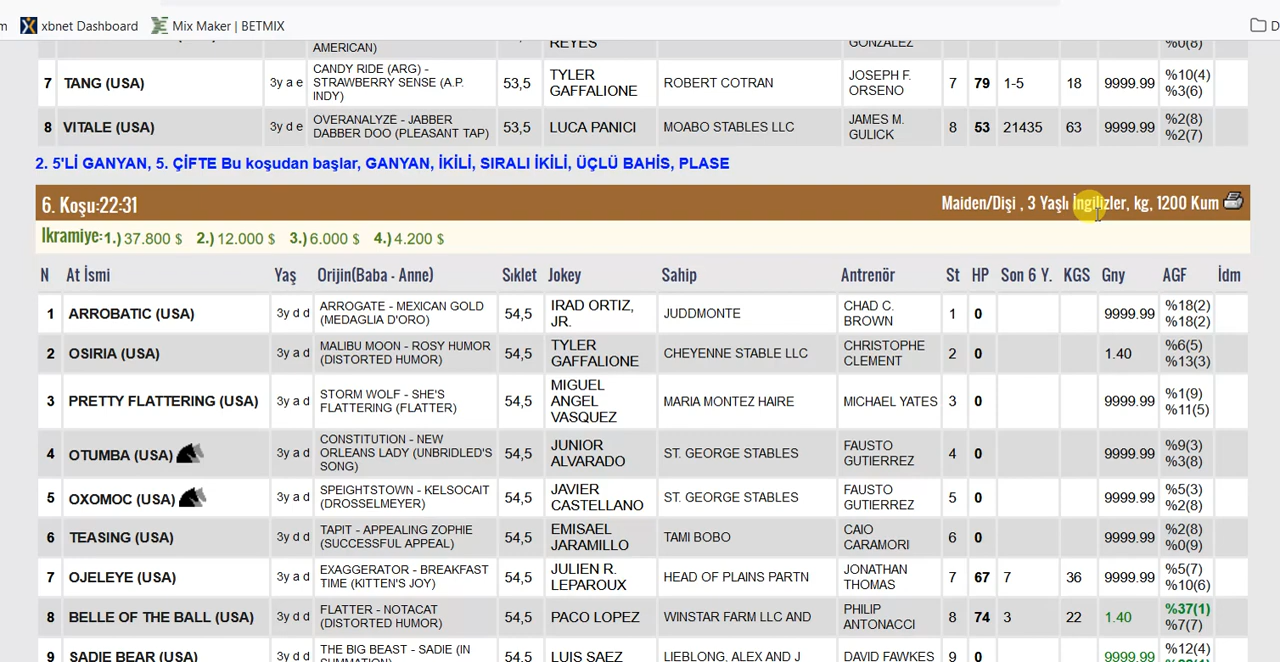 m xbnet Dashboard Mix Maker | BETMIX D
AMERICAN) REYES GONZALEZ %0(8)
7 TANG (USA) 3y a e CANDY RIDE (ARG) - STRAWBERRY SENSE (A.P. INDY) 53,5 TYLER GAFFALIONE ROBERT COTRAN JOSEPH F. ORSENO 7 79 1-5 18 9999.99 %10(4) %3(6)
8 VITALE (USA) 3y d e OVERANALYZE - JABBER DABBER DOO (PLEASANT TAP) 53,5 LUCA PANICI MOABO STABLES LLC JAMES M. GULICK 8 53 21435 63 9999.99 %2(8) %2(7)
2. 5'Lİ GANYAN, 5. ÇİFTE Bu koşudan başlar, GANYAN, İKİLİ, SIRALI İKİLİ, ÜÇLÜ BAHİS, PLASE
6. Koşu:22:31 Maiden/Dişi , 3 Yaşlı İngilizler, kg, 1200 Kum
Ikramiye:1.) 37.800 $ 2.) 12.000 $ 3.) 6.000 $ 4.) 4.200 $
N At İsmi Yaş Orijin(Baba - Anne) Sıklet Jokey Sahip Antrenör St HP Son 6 Y. KGS Gny AGF İdm
1 ARROBATIC (USA) 3y d d ARROGATE - MEXICAN GOLD (MEDAGLIA D'ORO) 54,5 IRAD ORTIZ, JR. JUDDMONTE CHAD C. BROWN 1 0 9999.99 %18(2) %18(2)
2 OSIRIA (USA) 3y a d MALIBU MOON - ROSY HUMOR (DISTORTED HUMOR) 54,5 TYLER GAFFALIONE CHEYENNE STABLE LLC CHRISTOPHE CLEMENT 2 0 1.40 %6(5) %13(3)
3 PRETTY FLATTERING (USA) 3y a d STORM WOLF - SHE'S FLATTERING (FLATTER) 54,5 MIGUEL ANGEL VASQUEZ MARIA MONTEZ HAIRE MICHAEL YATES 3 0 9999.99 %1(9) %11(5)
4 OTUMBA (USA) 3y a d CONSTITUTION - NEW ORLEANS LADY (UNBRIDLED'S SONG) 54,5 JUNIOR ALVARADO ST. GEORGE STABLES FAUSTO GUTIERREZ 4 0 9999.99 %9(3) %3(8)
5 OXOMOC (USA) 3y a d SPEIGHTSTOWN - KELSOCAIT (DROSSELMEYER) 54,5 JAVIER CASTELLANO ST. GEORGE STABLES FAUSTO GUTIERREZ 5 0 9999.99 %5(3) %2(8)
6 TEASING (USA) 3y d d TAPIT - APPEALING ZOPHIE (SUCCESSFUL APPEAL) 54,5 EMISAEL JARAMILLO TAMI BOBO CAIO CARAMORI 6 0 9999.99 %2(8) %0(9)
7 OJELEYE (USA) 3y a d EXAGGERATOR - BREAKFAST TIME (KITTEN'S JOY) 54,5 JULIEN R. LEPAROUX HEAD OF PLAINS PARTN JONATHAN THOMAS 7 67 7 36 9999.99 %5(7) %10(6)
8 BELLE OF THE BALL (USA) 3y d d FLATTER - NOTACAT (DISTORTED HUMOR) 54,5 PACO LOPEZ WINSTAR FARM LLC AND PHILIP ANTONACCI 8 74 3 22 1.40 %37(1) %7(7)
9 SADIE BEAR (USA) 3y d d THE BIG BEAST - SADIE (IN 54,5 LUIS SAEZ LIEBLONG, ALEX AND J DAVID FAWKES 9 0 9999.99 %12(4)